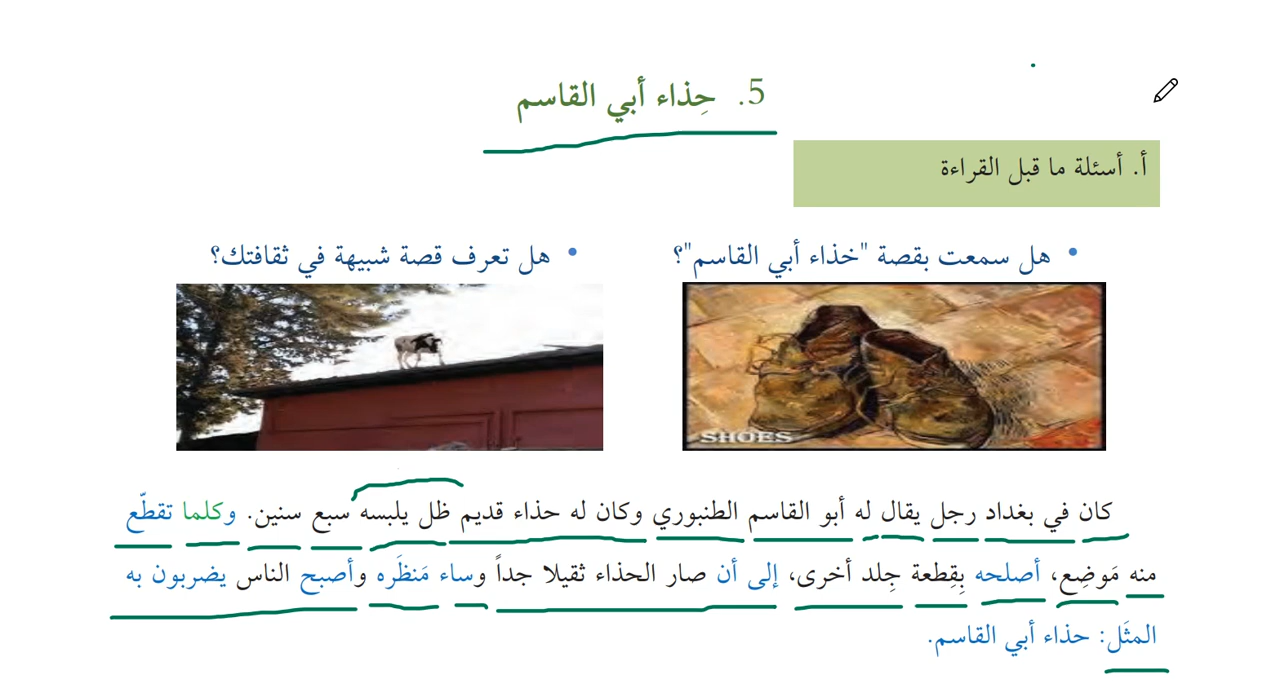 5. حِذاء أبي القاسم
أ. أسئلة ما قبل القراءة
• هل سمعت بقصة "خذاء أبي القاسم"؟
• هل تعرف قصة شبيهة في ثقافتك؟
SHOES
كان في بغداد رجل يقال له أبو القاسم الطنبوري وكان له حذاء قديم ظل يلبسه سبع سنين. وكلما تقطّع
منه مَوضِع، أصلحه بِقِطعة جِلد أخرى، إلى أن صار الحذاء ثقيلا جداً وساء مَنظَره وأصبح الناس يضربون به
المثَل: حذاء أبي القاسم.